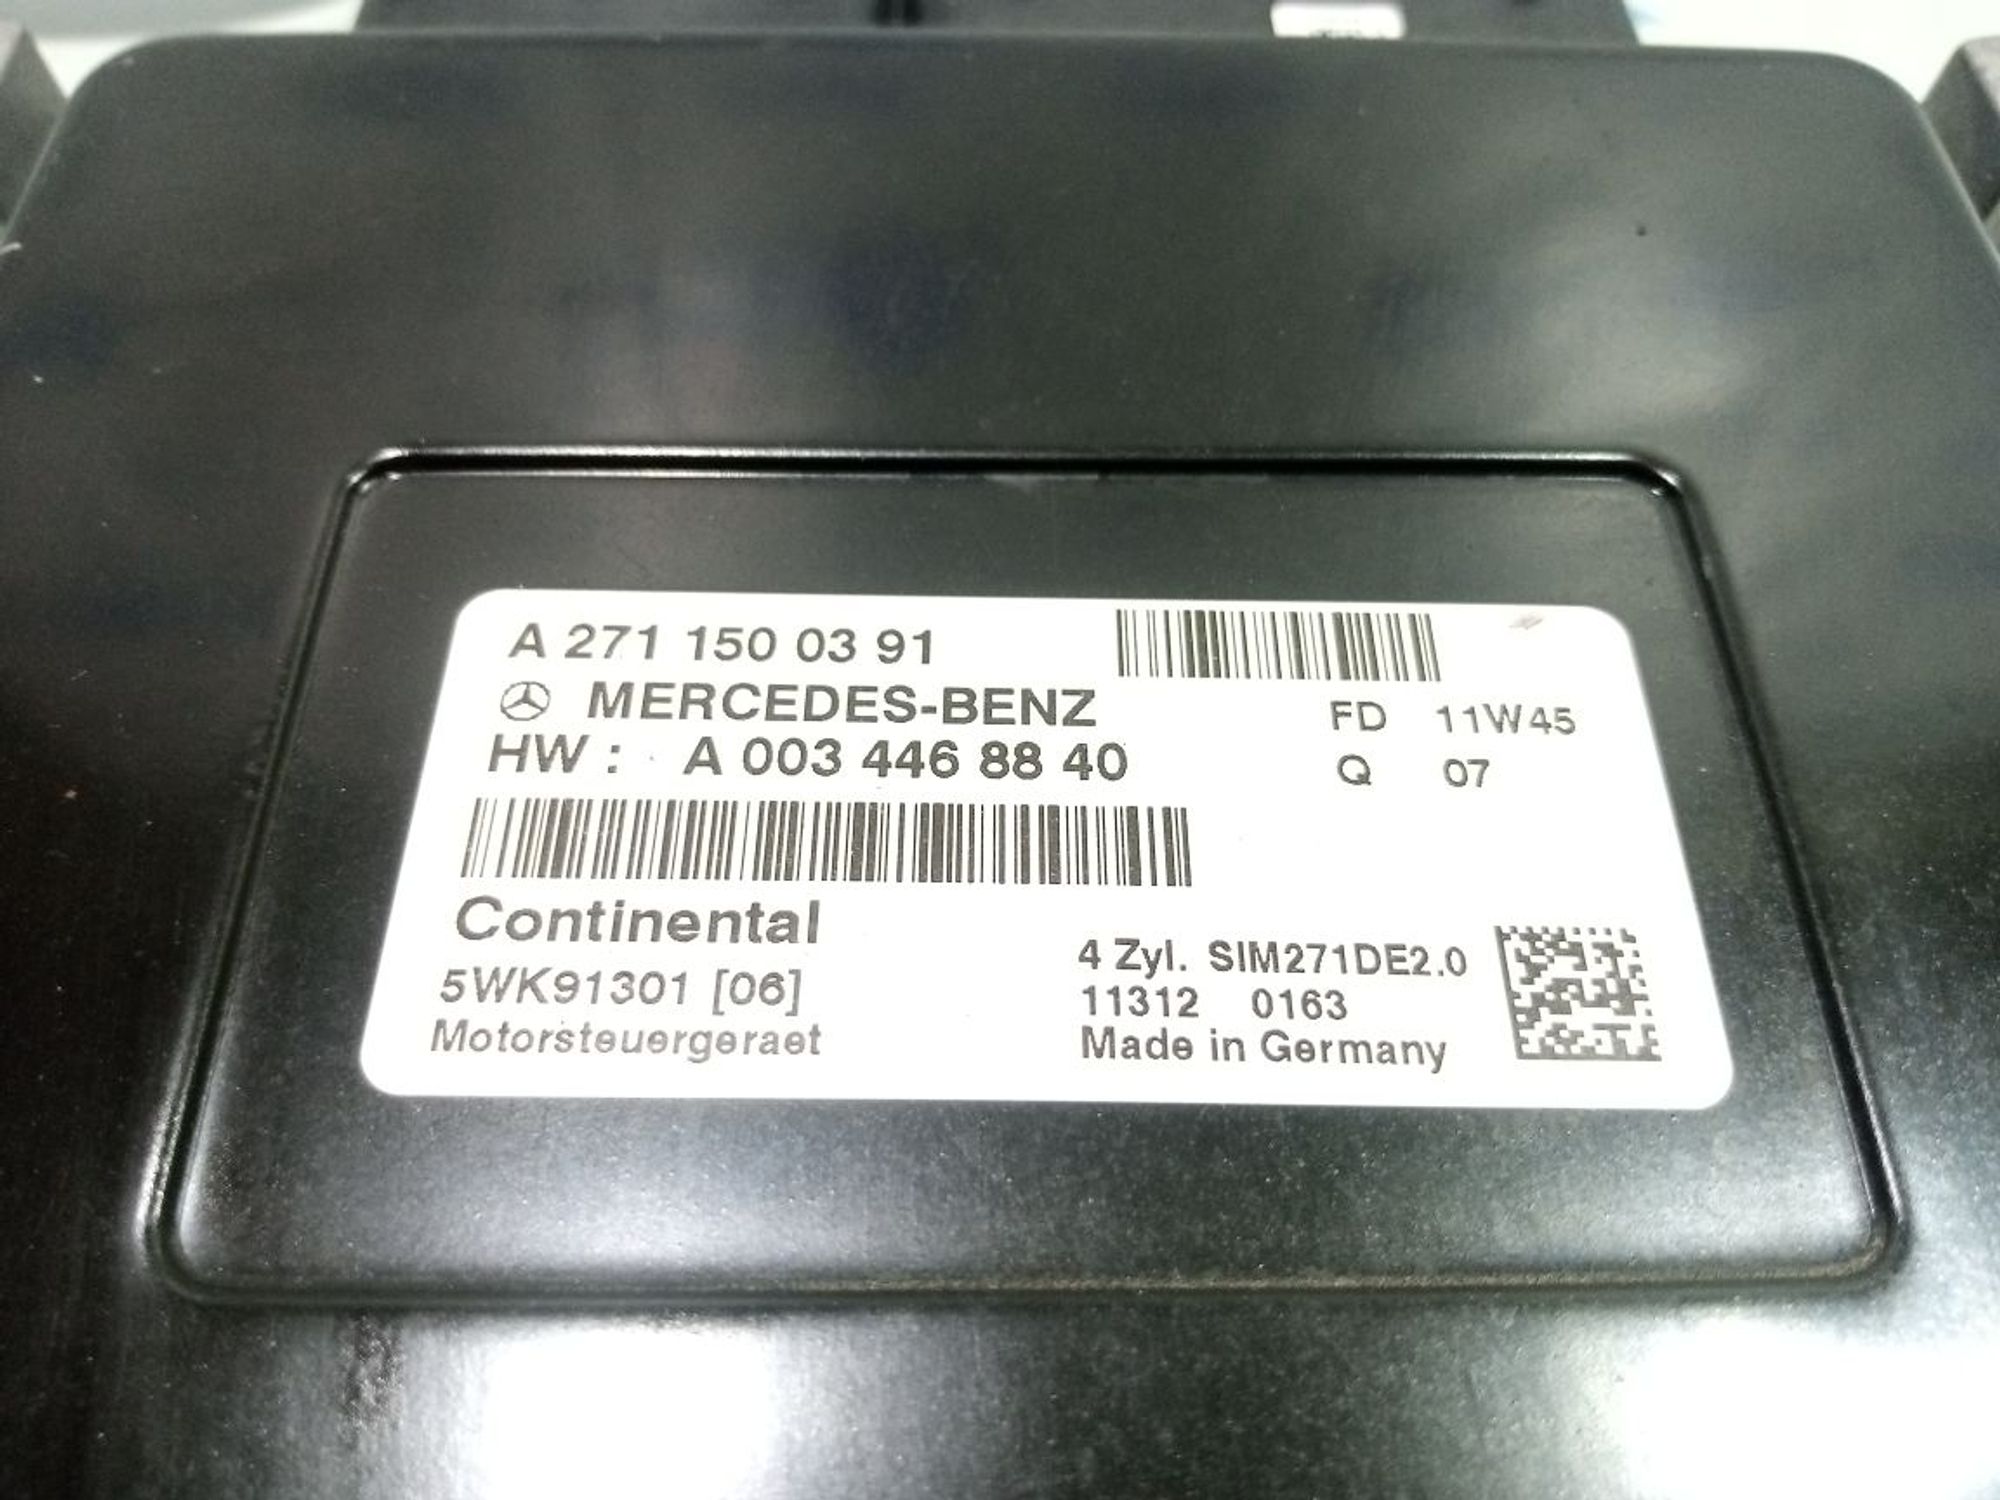 A 271 150 03 91
MERCEDES-BENZ
FD 11W45
HW : A 003 446 88 40
Q 07
Continental
5WK91301 [06]
Motorsteuergeraet
4 Zyl. SIM271DE2.0
11312 0163
Made in Germany